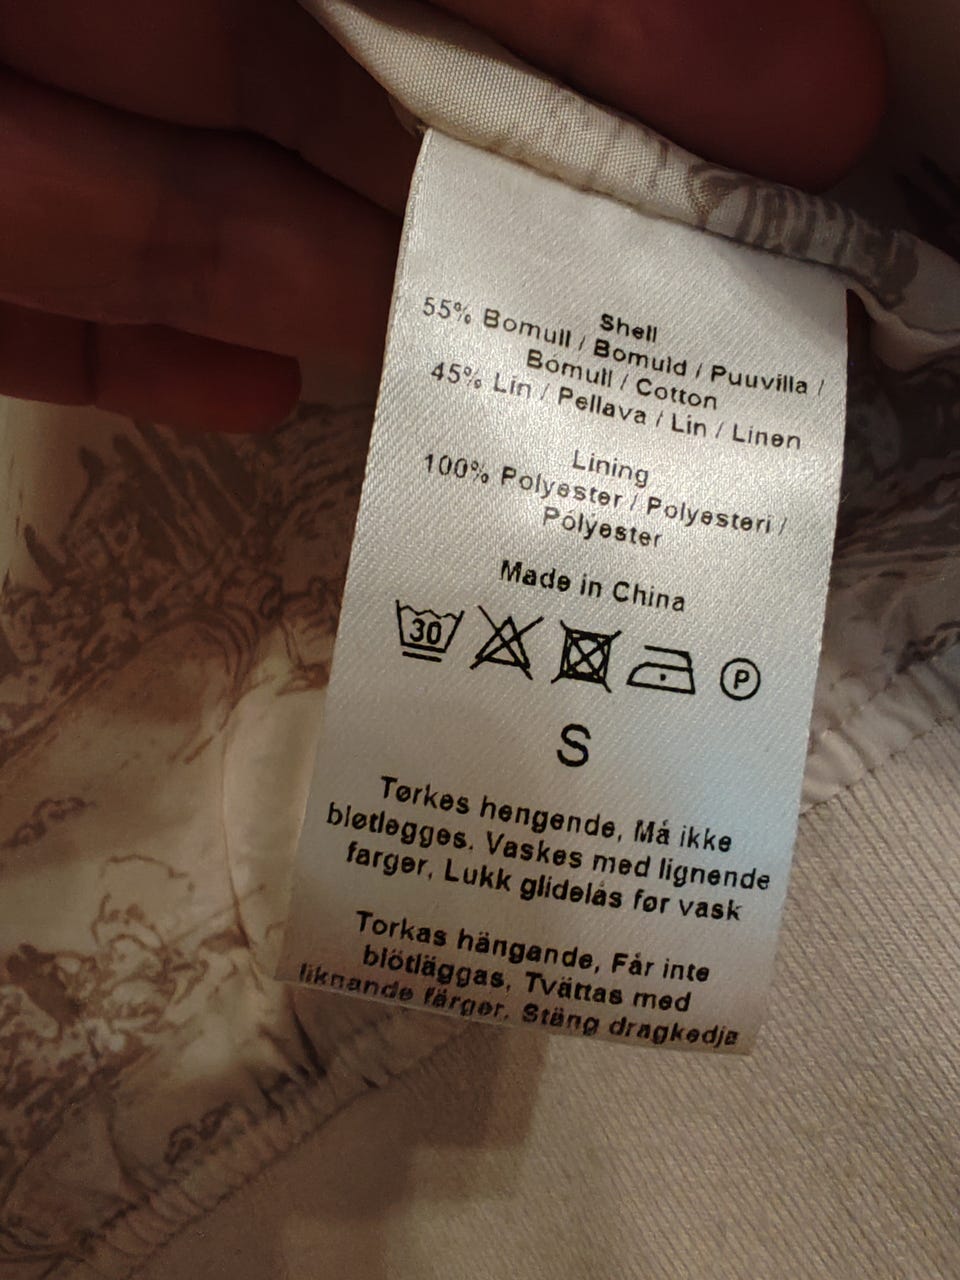 Shell
55% Bomull / Bomuld / Puuvilla /
Bomull / Cotton
45% Lin / Pellava / Lin / Linen
Lining
100% Polyester / Polyesteri /
Polyester
Made in China
30 P
S
Tørkes hengende, Må ikke
bløtlegges. Vaskes med lignende
farger, Lukk glidelås før vask
Torkas hängande, Får inte
blötläggas, Tvättas med
liknande färger, Stäng dragkedja